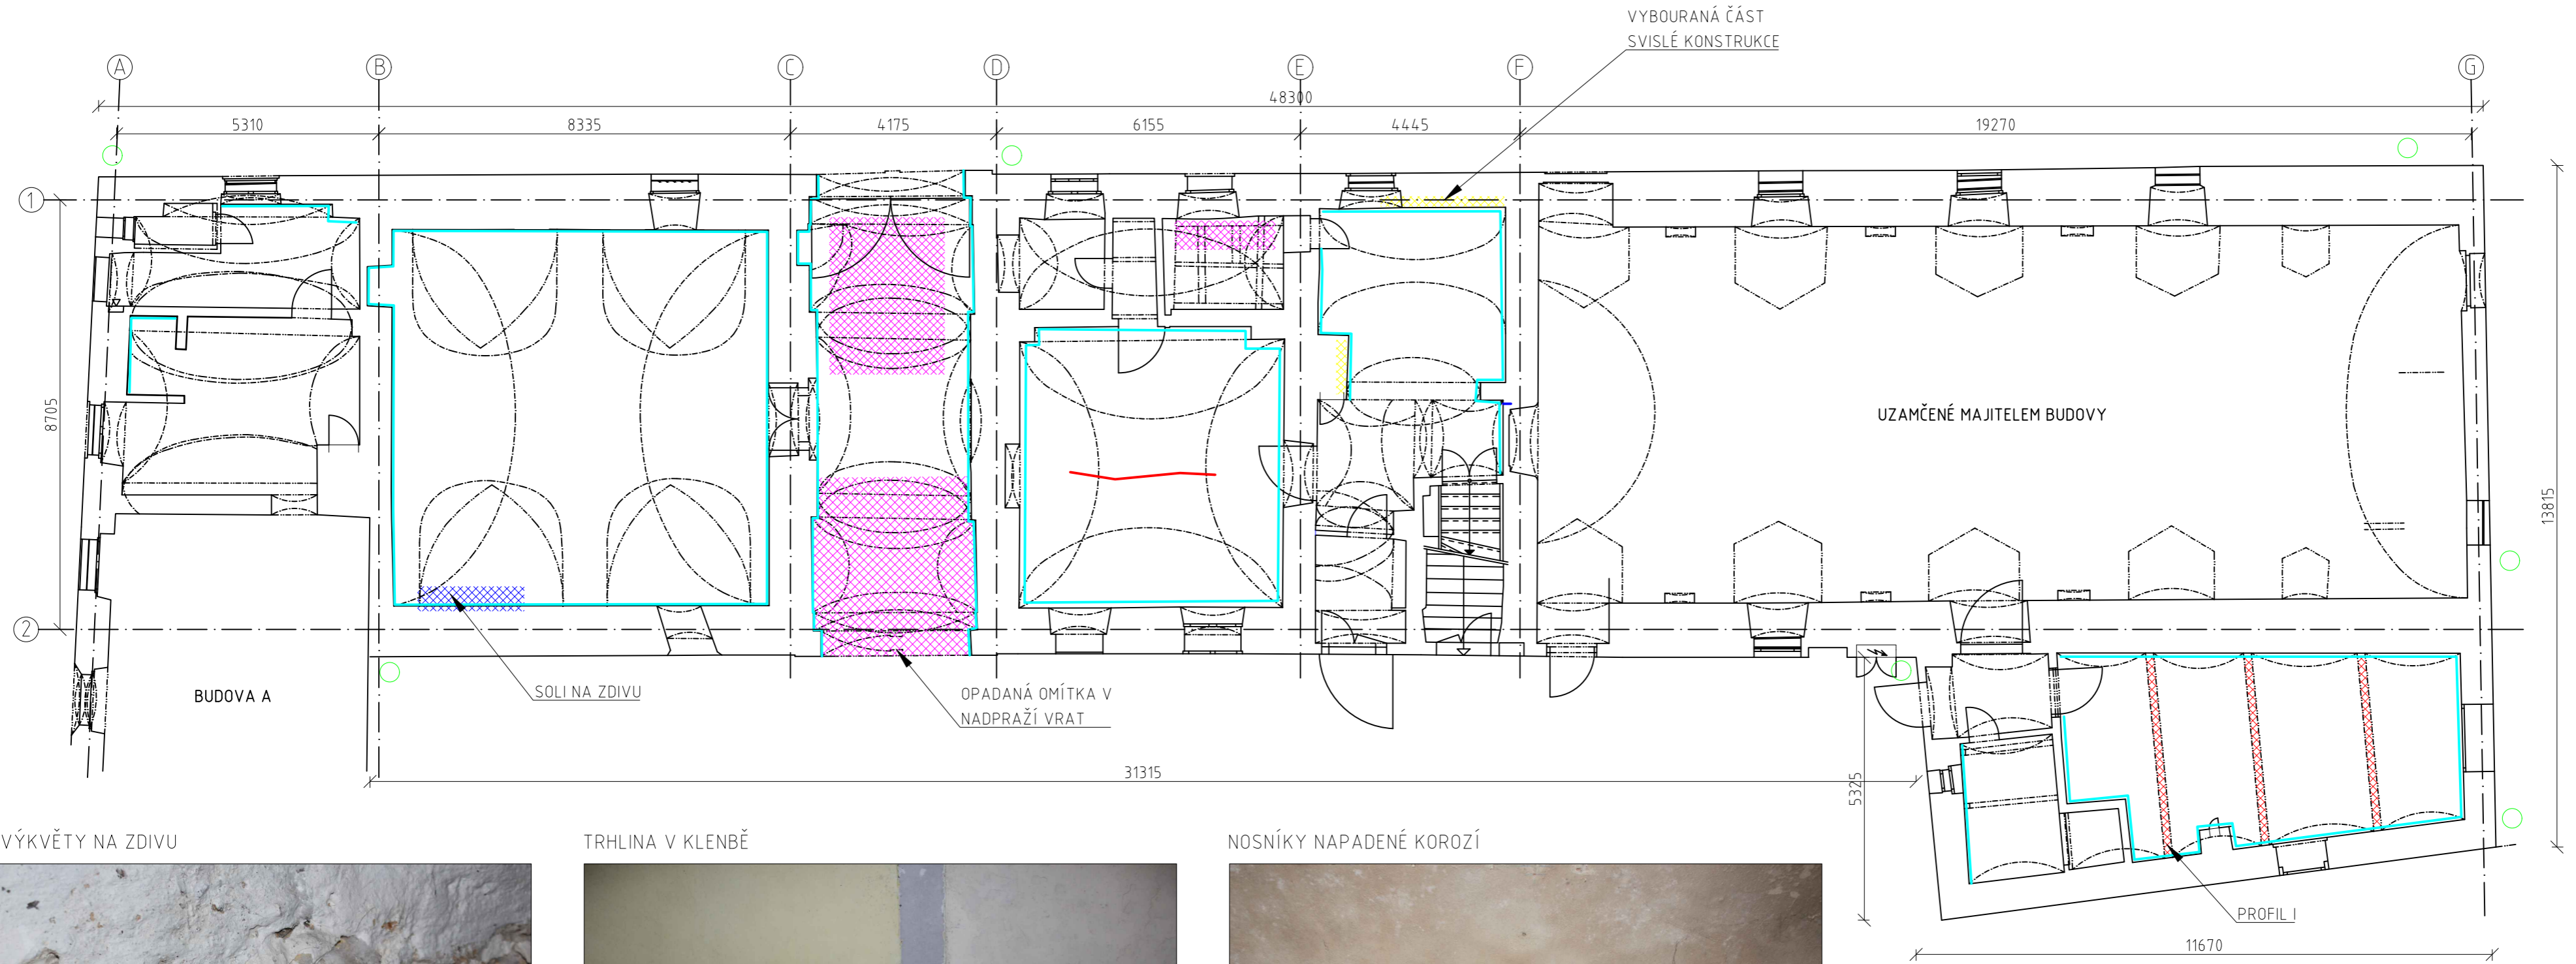 VYBOURANÁ ČÁST
SVISLÉ KONSTRUKCE
A
B
C
D
E
F
G
48300
5310
8335
4175
6155
4445
19270
1
8705
UZAMČENÉ MAJITELEM BUDOVY
13815
2
BUDOVA A
SOLI NA ZDIVU
OPADANÁ OMÍTKA V
NADPRAŽÍ VRAT
31315
5325
PROFIL I
11670
VÝKVĚTY NA ZDIVU
TRHLINA V KLENBĚ
NOSNÍKY NAPADENÉ KOROZÍ